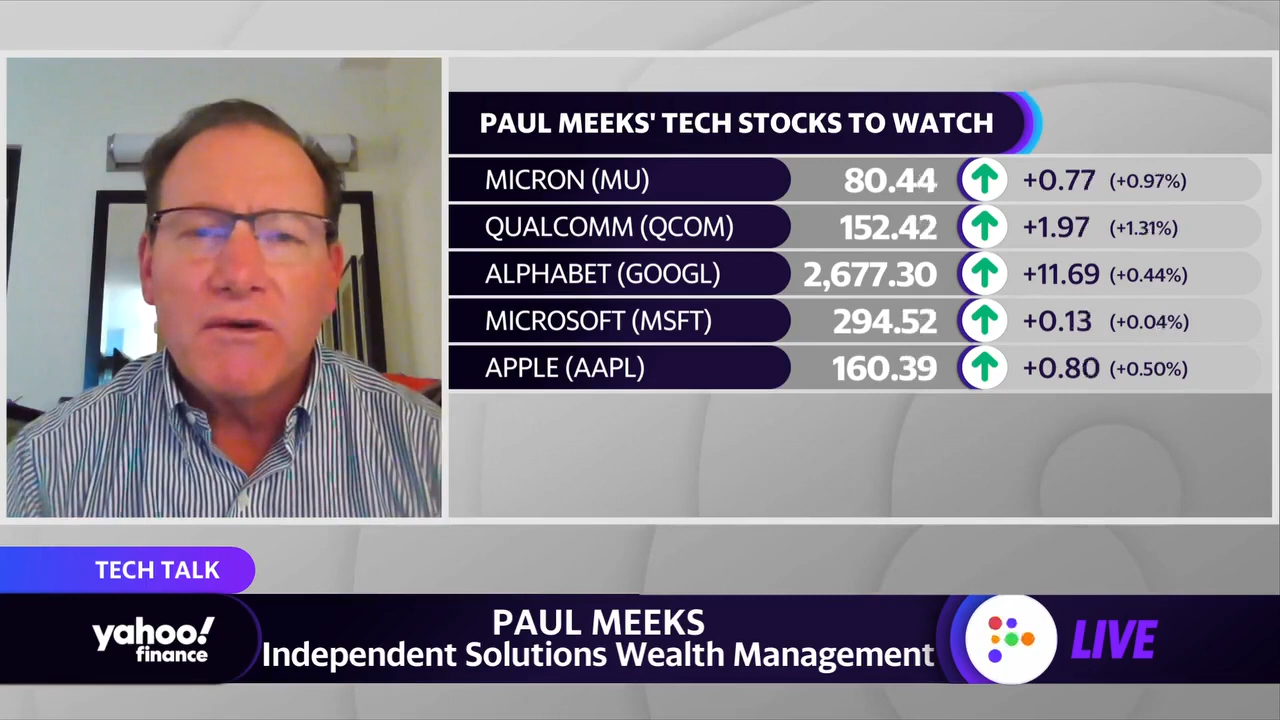 PAUL MEEKS' TECH STOCKS TO WATCH
MICRON (MU) 80.44 +0.77 (+0.97%)
QUALCOMM (QCOM) 152.42 +1.97 (+1.31%)
ALPHABET (GOOGL) 2,677.30 +11.69 (+0.44%)
MICROSOFT (MSFT) 294.52 +0.13 (+0.04%)
APPLE (AAPL) 160.39 +0.80 (+0.50%)
TECH TALK
yahoo!
finance
PAUL MEEKS
Independent Solutions Wealth Management
LIVE